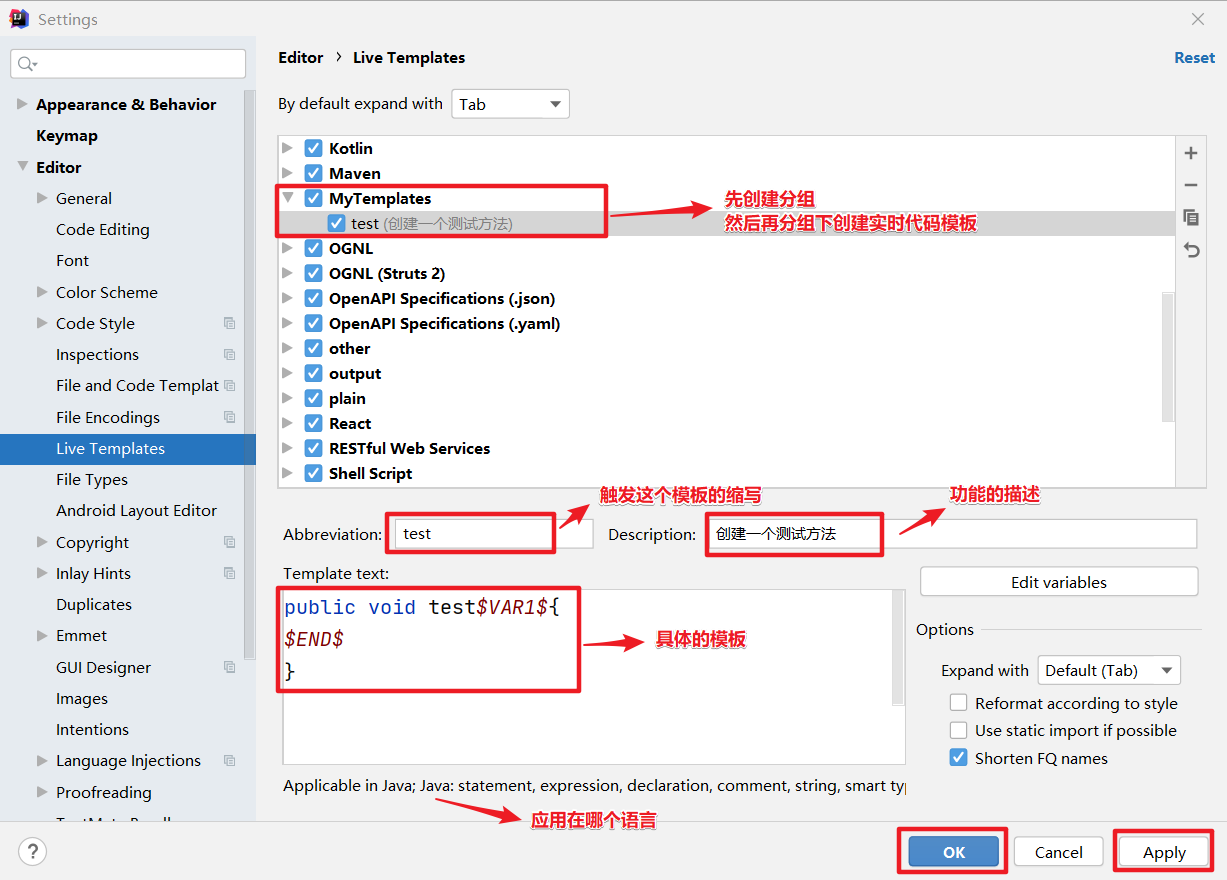 Settings
Editor › Live Templates
Reset
Appearance & Behavior
Keymap
Editor
General
Code Editing
Font
Color Scheme
Code Style
Inspections
File and Code Templat
File Encodings
Live Templates
File Types
Android Layout Editor
Copyright
Inlay Hints
Duplicates
Emmet
GUI Designer
Images
Intentions
Language Injections
Proofreading
By default expand with Tab
Kotlin
Maven
MyTemplates
test (创建一个测试方法)
先创建分组
然后再分组下创建实时代码模板
OGNL
OGNL (Struts 2)
OpenAPI Specifications (.json)
OpenAPI Specifications (.yaml)
other
output
plain
React
RESTful Web Services
Shell Script
触发这个模板的缩写
功能的描述
Abbreviation: test Description: 创建一个测试方法
Template text:
public void test$VAR1${
$END$
}
具体的模板
Edit variables
Options
Expand with Default (Tab)
Reformat according to style
Use static import if possible
Shorten FQ names
Applicable in Java; Java: statement, expression, declaration, comment, string, smart ty
应用在哪个语言
?
OK Cancel Apply